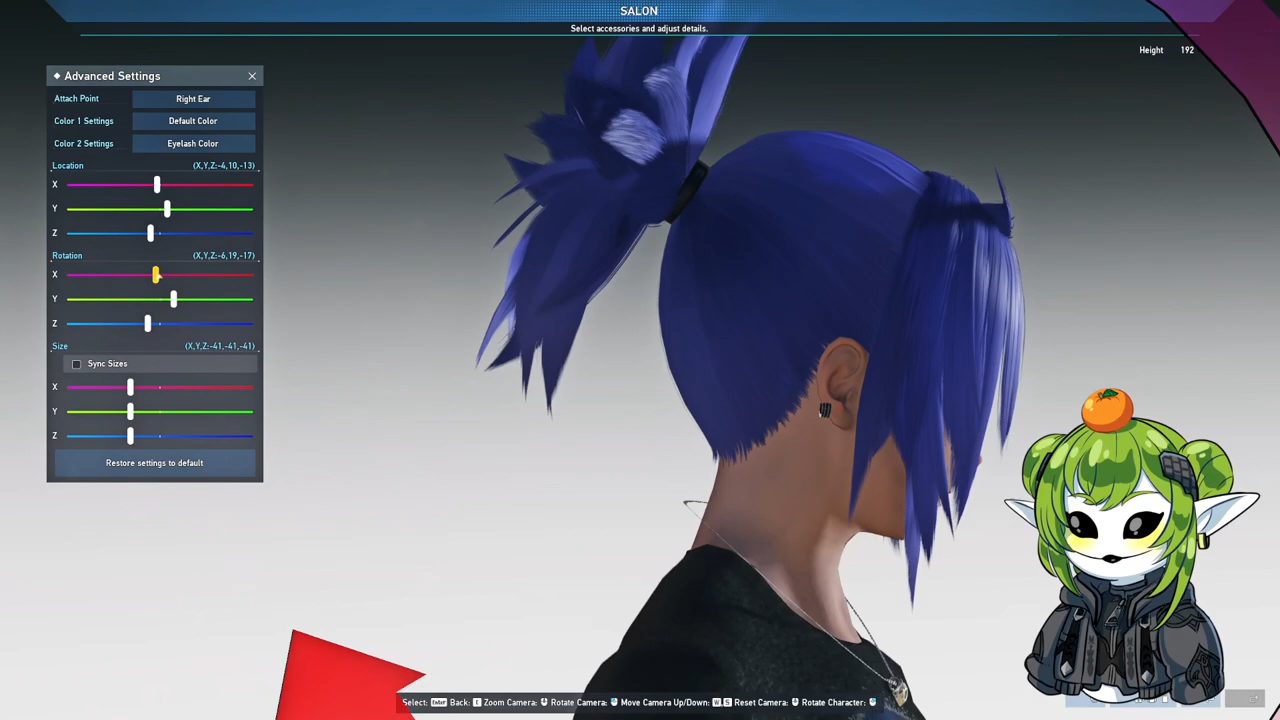 SALON
Select accessories and adjust details.
Height 192
Advanced Settings
Attach Point Right Ear
Color 1 Settings Default Color
Color 2 Settings Eyelash Color
Location (X,Y,Z:-4,10,-13)
X
Y
Z
Rotation (X,Y,Z:-6,19,-17)
X
Y
Z
Size (X,Y,Z:-41,-41,-41)
Sync Sizes
X
Y
Z
Restore settings to default
Select: Enter Back: Zoom Camera: Rotate Camera: Move Camera Up/Down: W, S Reset Camera: Rotate Character: